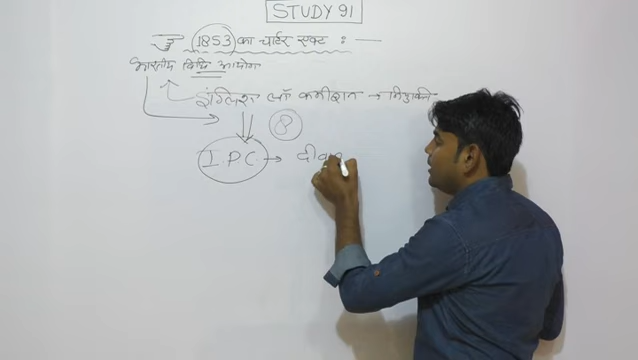 STUDY 91
1853 का चार्टर एक्ट : —
भारतीय विधि आयोग
इंग्लिश लॉ कमीशन → नियुक्ती
8
I.P.C. → दीवा